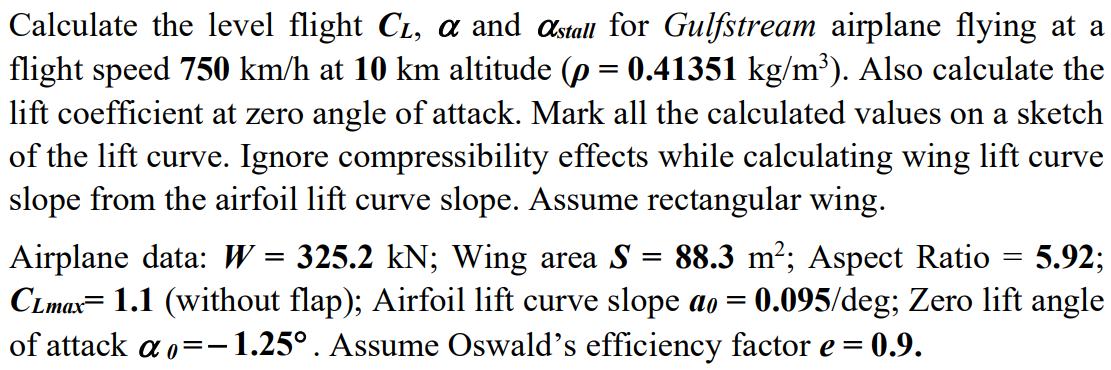 Calculate the level flight C_L, α and α_stall for Gulfstream airplane flying at a
flight speed 750 km/h at 10 km altitude (ρ = 0.41351 kg/m³). Also calculate the
lift coefficient at zero angle of attack. Mark all the calculated values on a sketch
of the lift curve. Ignore compressibility effects while calculating wing lift curve
slope from the airfoil lift curve slope. Assume rectangular wing.
Airplane data: W = 325.2 kN; Wing area S = 88.3 m²; Aspect Ratio = 5.92;
C_Lmax= 1.1 (without flap); Airfoil lift curve slope a₀ = 0.095/deg; Zero lift angle
of attack α ₀=−1.25°. Assume Oswald's efficiency factor e = 0.9.